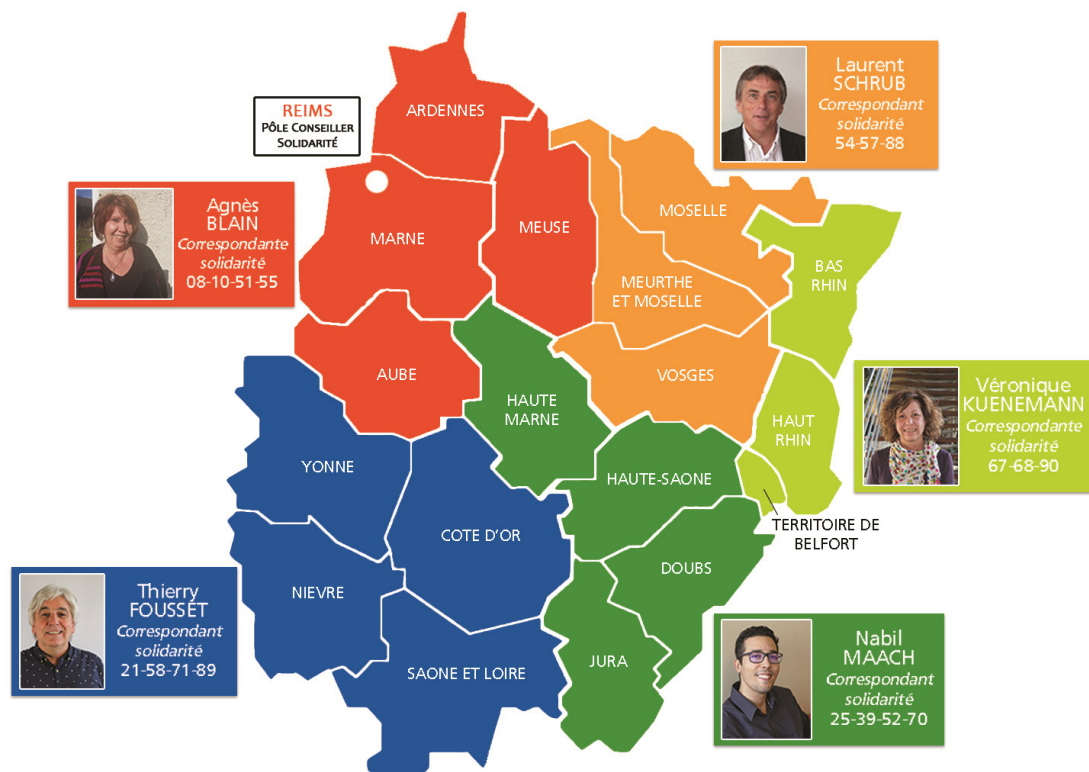 Laurent
SCHRUB
Correspondant
solidarité
54-57-88
REIMS
PÔLE CONSEILLER
SOLIDARITÉ
ARDENNES
Agnès
BLAIN
Correspondante
solidarité
08-10-51-55
MARNE
MEUSE
MOSELLE
MEURTHE
ET MOSELLE
BAS
RHIN
AUBE
HAUTE
MARNE
VOSGES
HAUT
RHIN
Véronique
KUENEMANN
Correspondante
solidarité
67-68-90
YONNE
COTE D'OR
HAUTE-SAONE
TERRITOIRE DE
BELFORT
NIEVRE
DOUBS
Thierry
FOUSSET
Correspondant
solidarité
21-58-71-89
SAONE ET LOIRE
JURA
Nabil
MAACH
Correspondant
solidarité
25-39-52-70